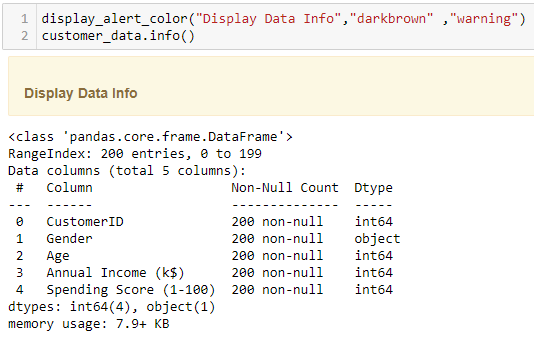 1 display_alert_color("Display Data Info","darkbrown" ,"warning")
2 customer_data.info()
Display Data Info
<class 'pandas.core.frame.DataFrame'>
RangeIndex: 200 entries, 0 to 199
Data columns (total 5 columns):
 #   Column                  Non-Null Count  Dtype
---  ------                  --------------  -----
 0   CustomerID              200 non-null    int64
 1   Gender                  200 non-null    object
 2   Age                     200 non-null    int64
 3   Annual Income (k$)      200 non-null    int64
 4   Spending Score (1-100)  200 non-null    int64
dtypes: int64(4), object(1)
memory usage: 7.9+ KB